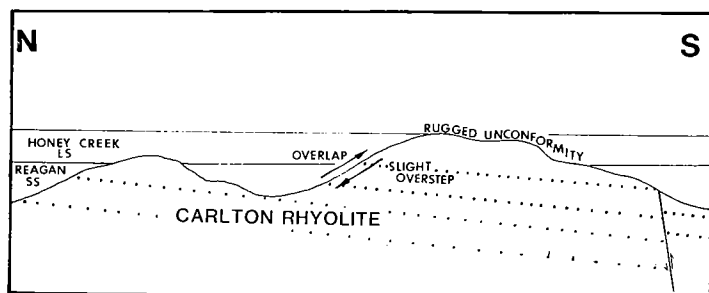 N
S
RUGGED UNCONFORMITY
HONEY CREEK
LS
OVERLAP
REAGAN
SS
SLIGHT
OVERSTEP
CARLTON RHYOLITE